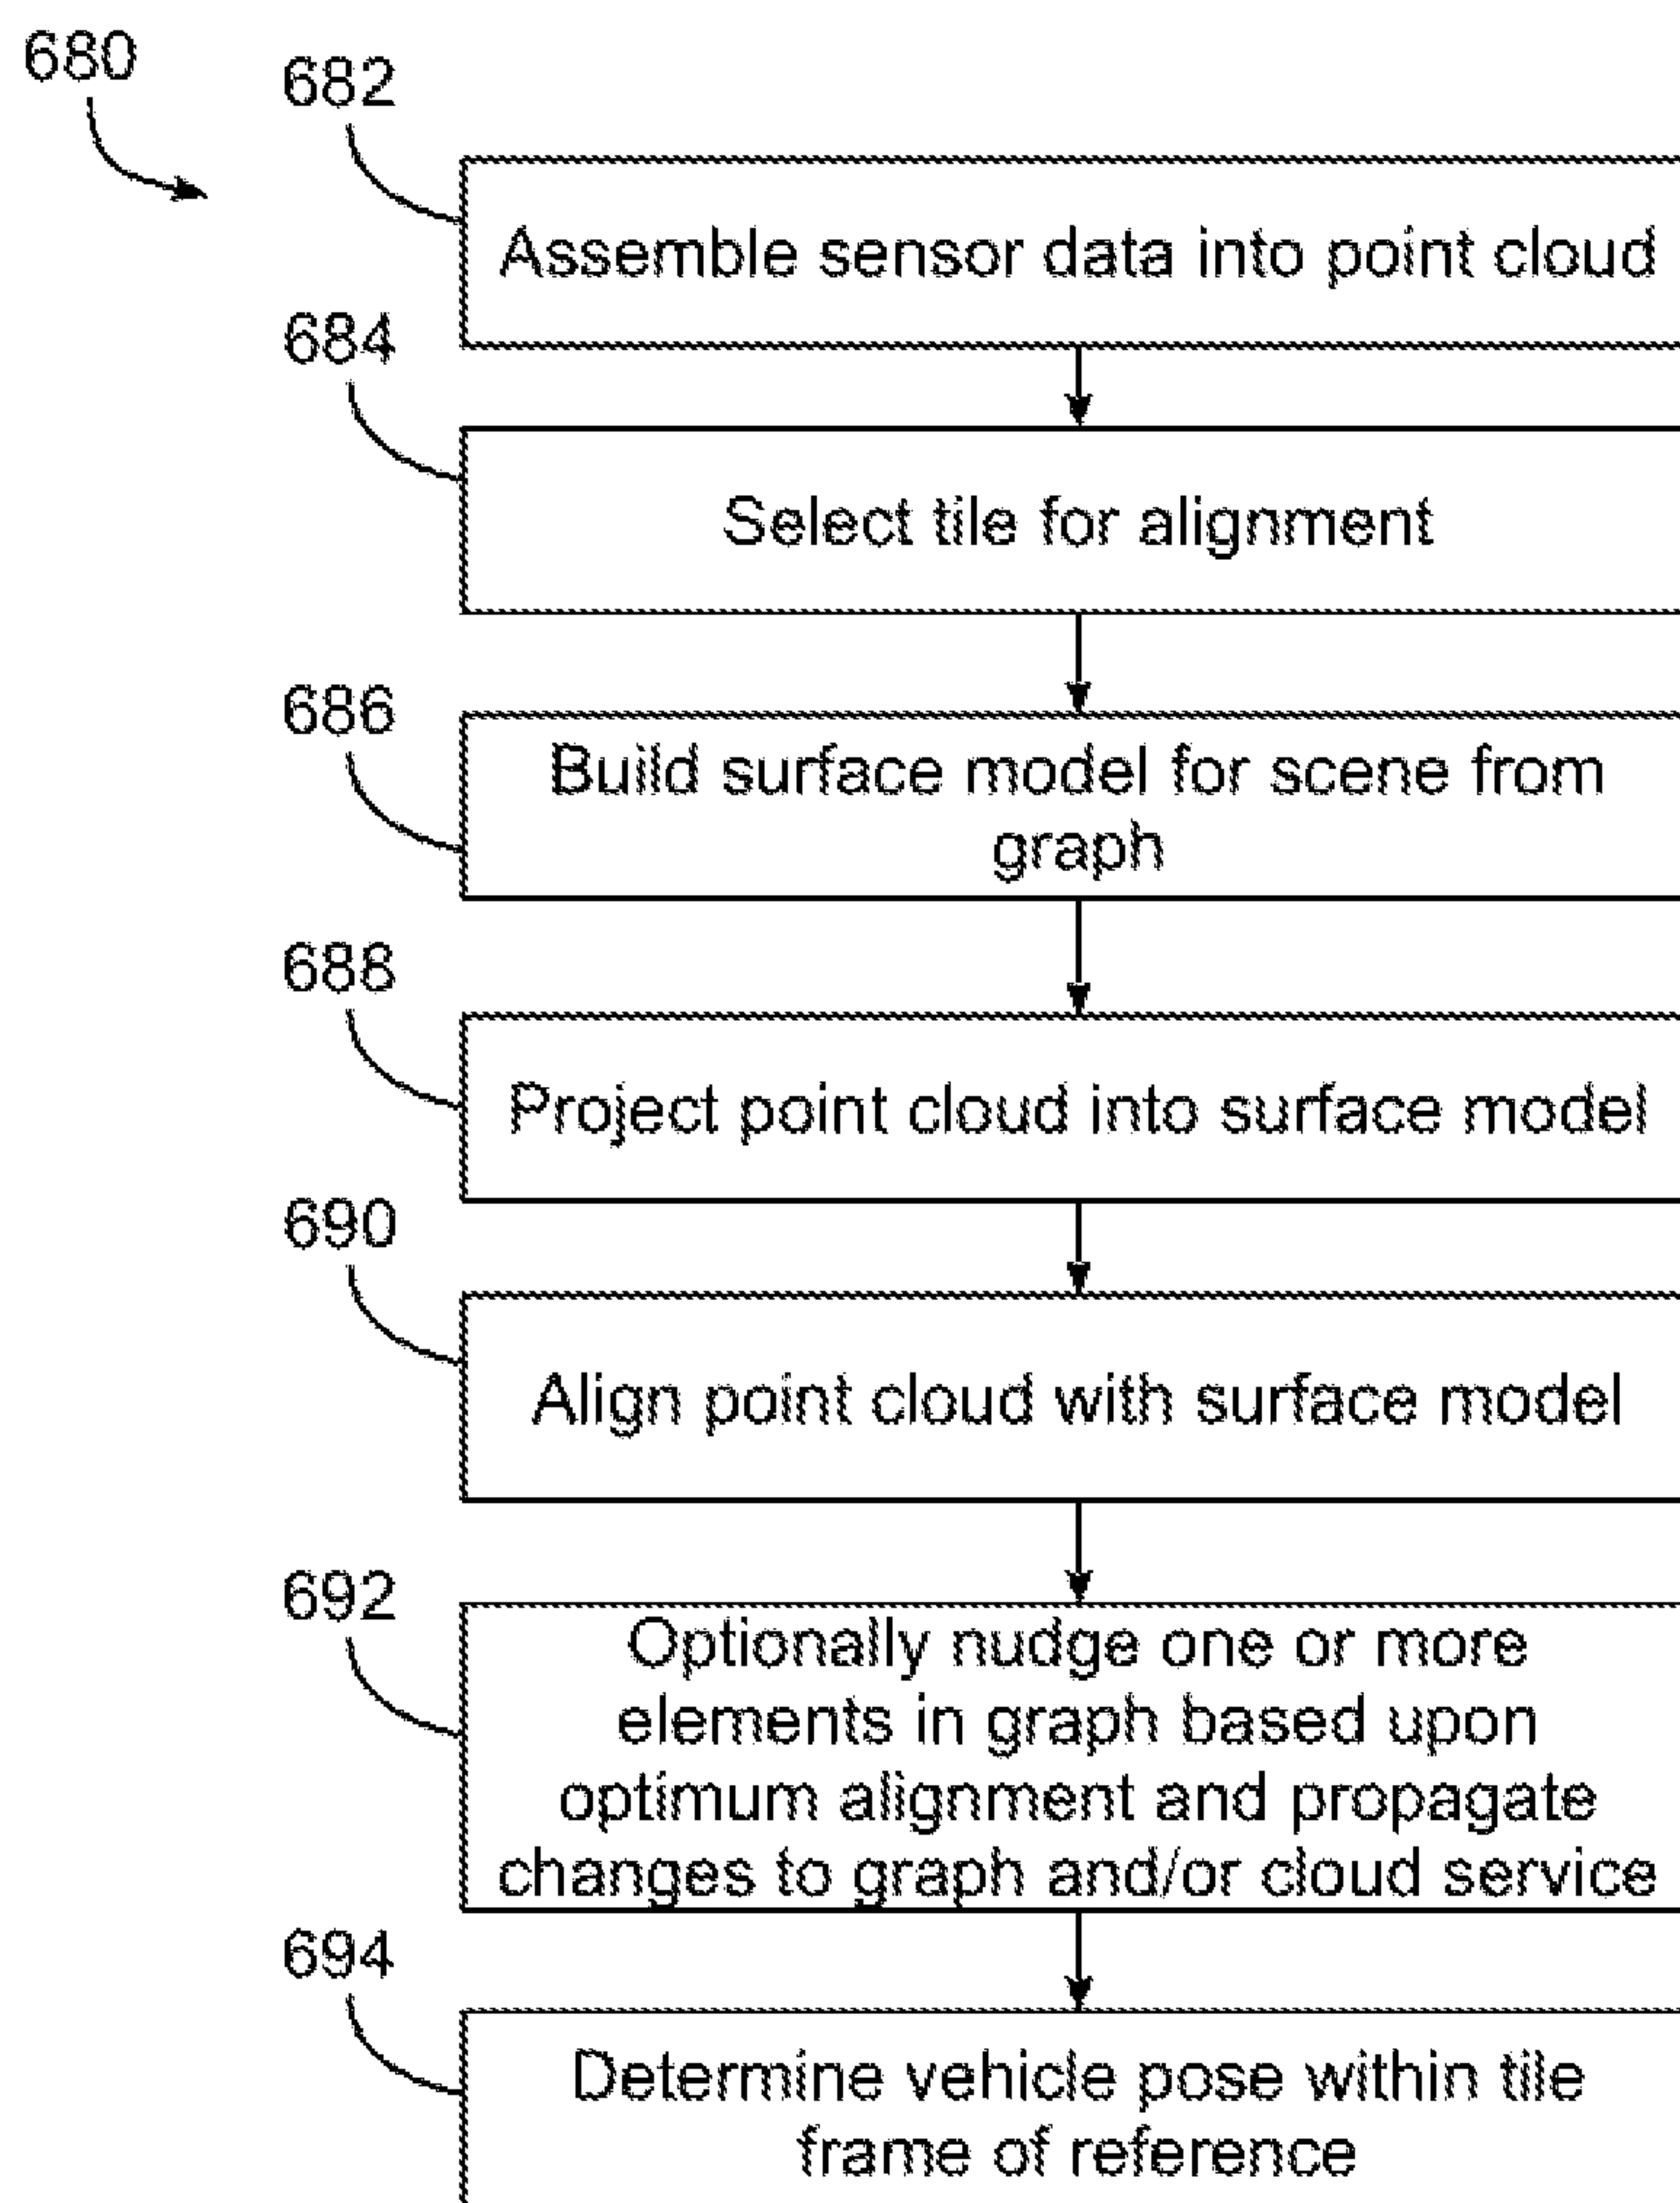 680
682
Assemble sensor data into point cloud
684
Select tile for alignment
686
Build surface model for scene from
graph
688
Project point cloud into surface model
690
Align point cloud with surface model
692
Optionally nudge one or more
elements in graph based upon
optimum alignment and propagate
changes to graph and/or cloud service
694
Determine vehicle pose within tile
frame of reference